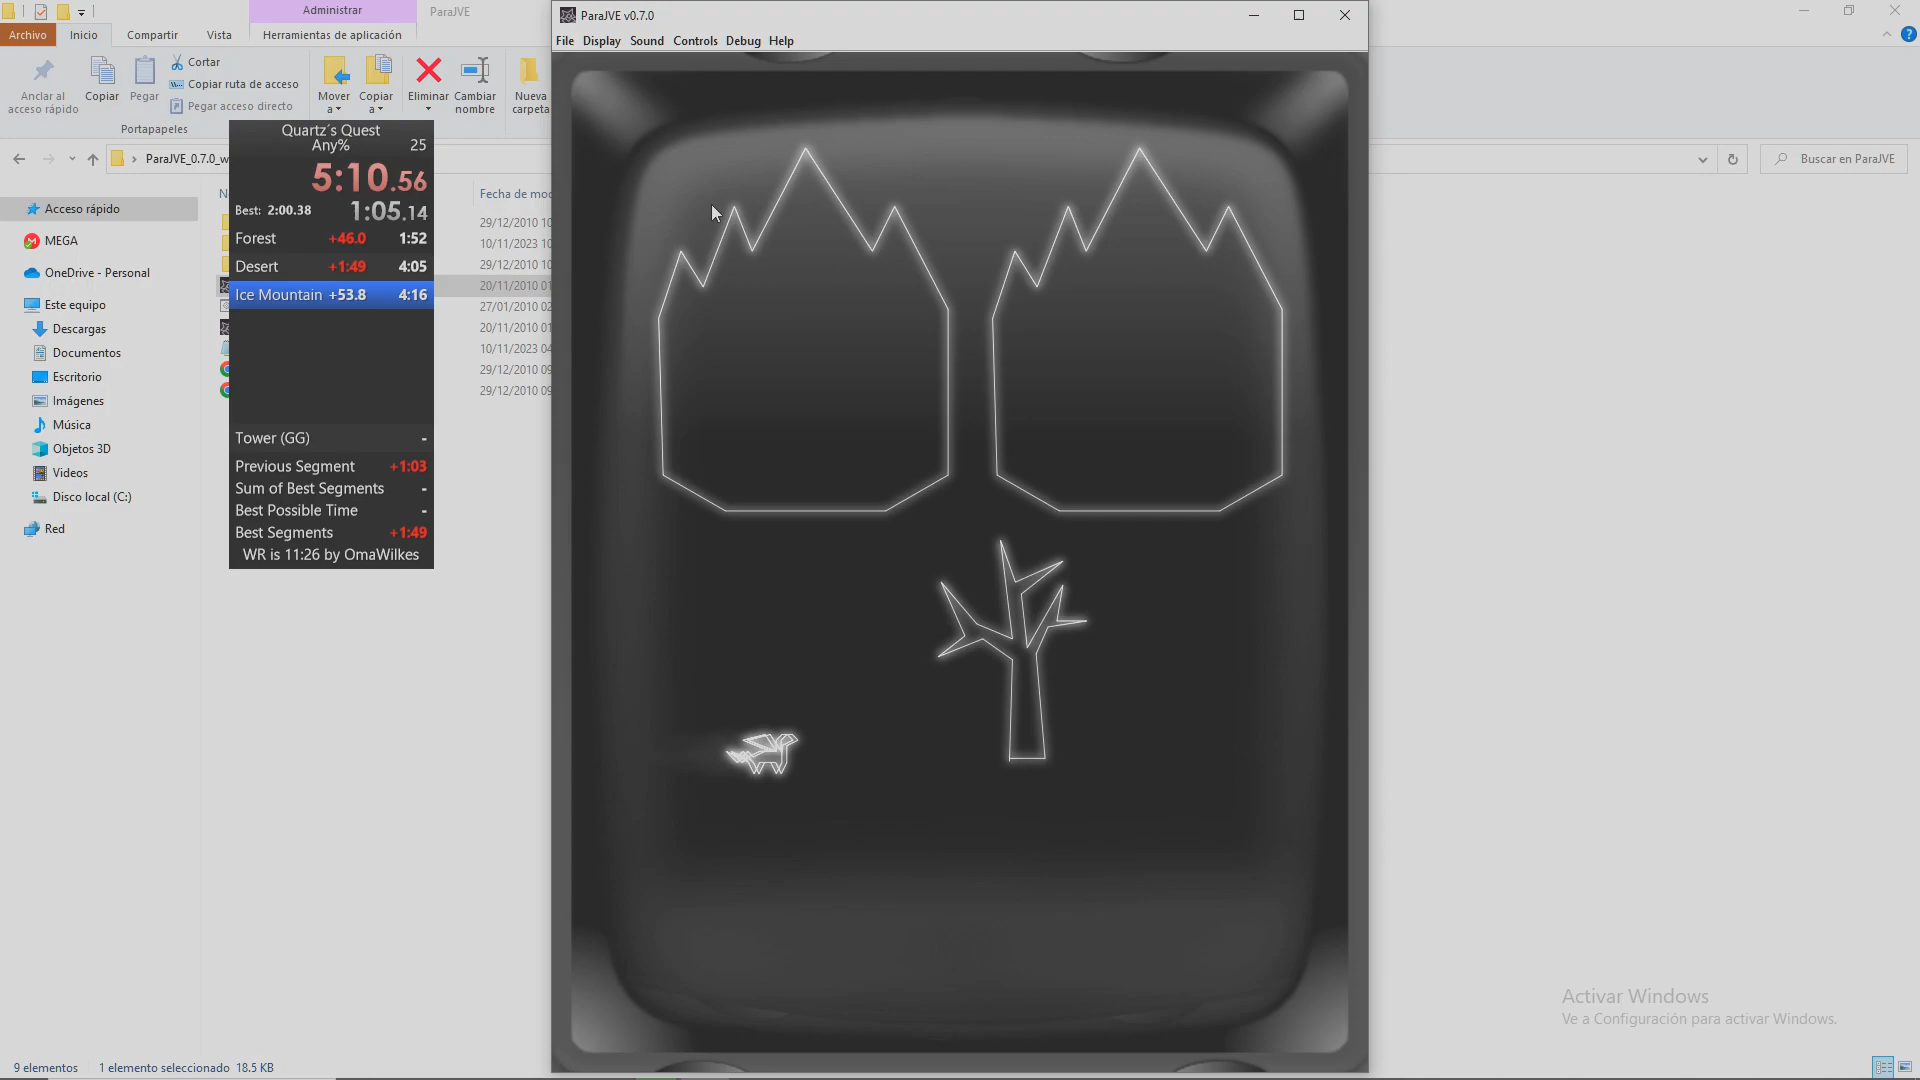 Administrar
ParaJVE
Archivo
Inicio
Compartir
Vista
Herramientas de aplicación
Anclar al
acceso rápido
Copiar
Pegar
Cortar
Copiar ruta de acceso
Pegar acceso directo
Portapapeles
Mover
a
Copiar
a
Eliminar
Cambiar
nombre
Nueva
carpeta
ParaJVE_0.7.0_w
Buscar en ParaJVE
Acceso rápido
MEGA
OneDrive - Personal
Este equipo
Descargas
Documentos
Escritorio
Imágenes
Música
Objetos 3D
Videos
Disco local (C:)
Red
Quartz´s Quest
Any%
25
5:10.56
Best: 2:00.38
1:05.14
Forest +46.0 1:52
Desert +1:49 4:05
Ice Mountain +53.8 4:16
Tower (GG) -
Previous Segment +1:03
Sum of Best Segments -
Best Possible Time -
Best Segments +1:49
WR is 11:26 by OmaWilkes
Fecha de mod
29/12/2010 10
10/11/2023 10
29/12/2010 10
20/11/2010 01
27/01/2010 02
20/11/2010 01
10/11/2023 04
29/12/2010 09
29/12/2010 09
ParaJVE v0.7.0
File Display Sound Controls Debug Help
Activar Windows
Ve a Configuración para activar Windows.
9 elementos
1 elemento seleccionado 18.5 KB